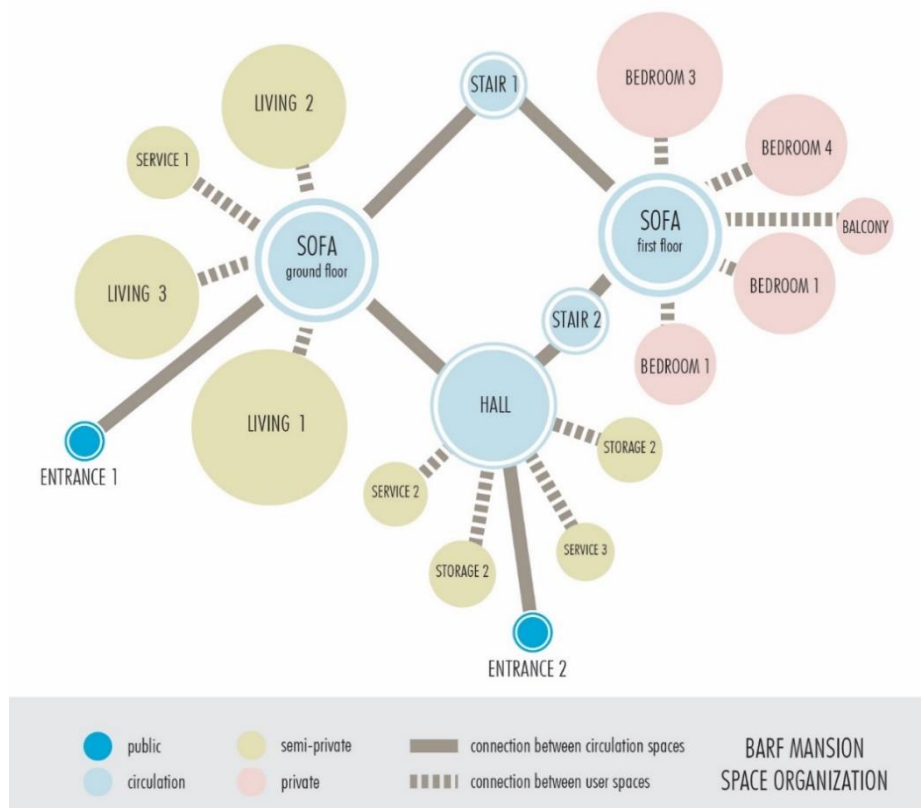 STAIR 1
BEDROOM 3
LIVING 2
BEDROOM 4
SERVICE 1
SOFA
ground floor
SOFA
first floor
BALCONY
LIVING 3
BEDROOM 1
STAIR 2
BEDROOM 1
HALL
LIVING 1
STORAGE 2
ENTRANCE 1
SERVICE 2
SERVICE 3
STORAGE 2
ENTRANCE 2
public
semi-private
connection between circulation spaces
circulation
private
connection between user spaces
BARF MANSION
SPACE ORGANIZATION